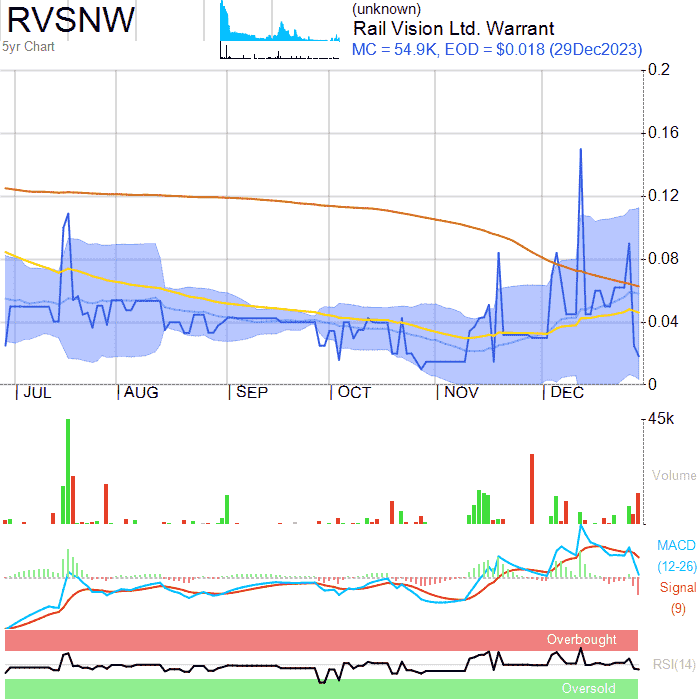 RVSNW
5yr Chart
(unknown)
Rail Vision Ltd. Warrant
MC = 54.9K, EOD = $0.018 (29Dec2023)
0.2
0.16
0.12
0.08
0.04
0
JUL AUG SEP OCT NOV DEC
45k
Volume
MACD
(12-26)
Signal
(9)
Overbought
RSI(14)
Oversold